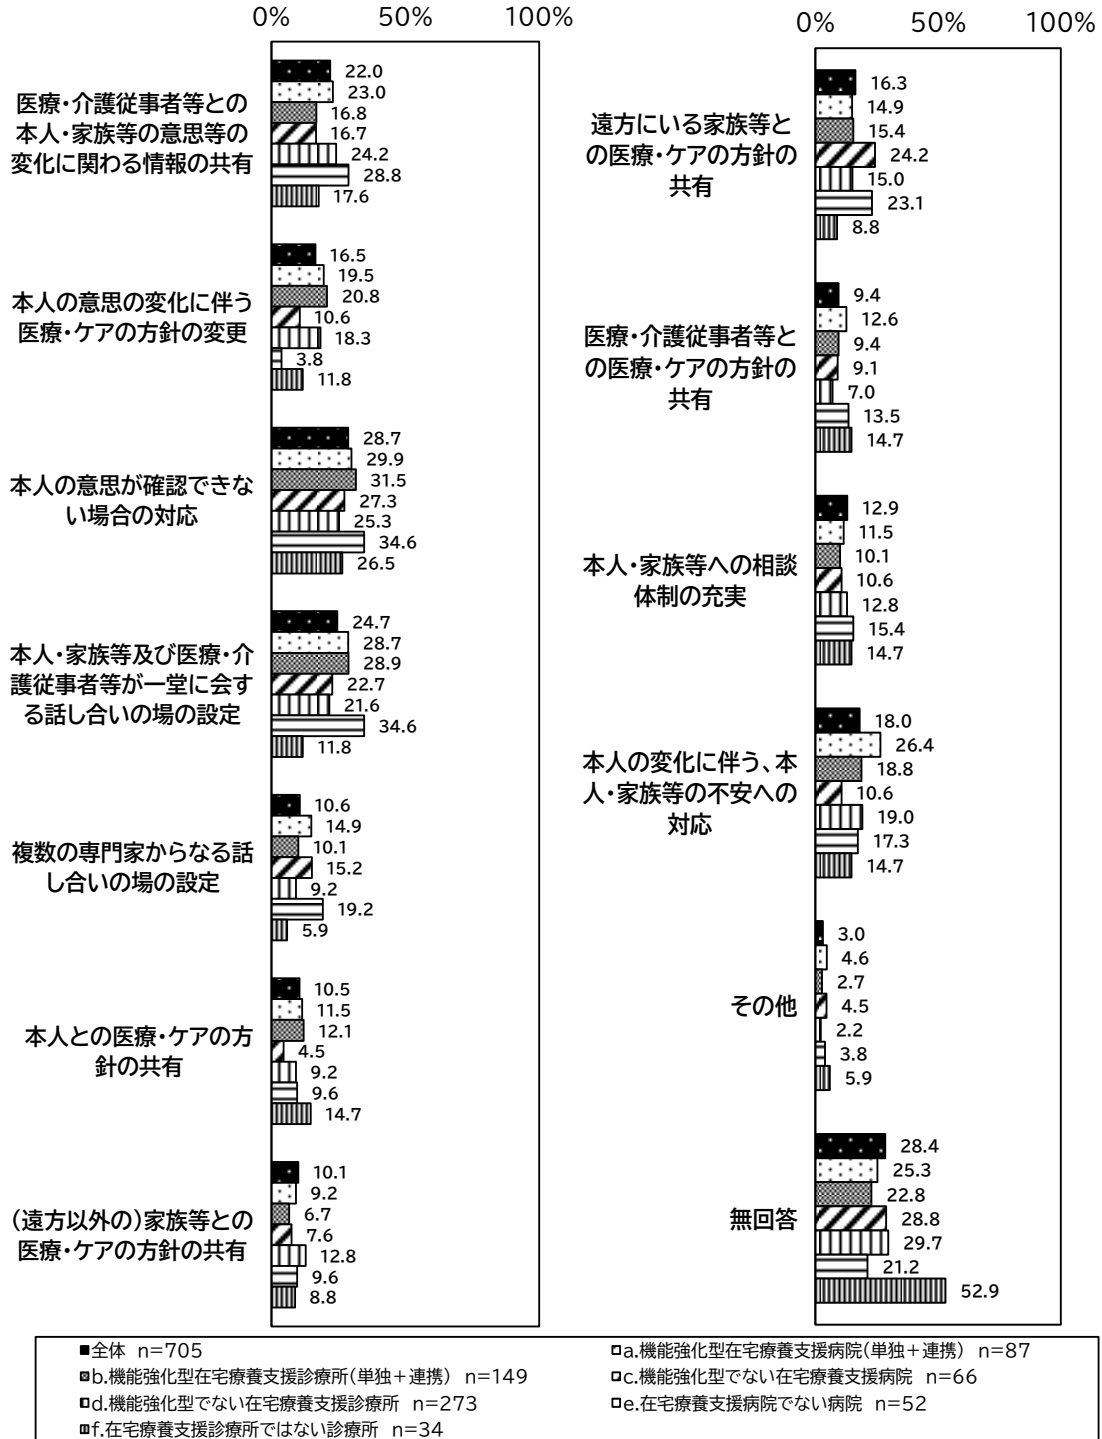 0% 50% 100%
医療・介護従事者等との
本人・家族等の意思等の
変化に関わる情報の共有
22.0
23.0
16.8
16.7
24.2
28.8
17.6
本人の意思の変化に伴う
医療・ケアの方針の変更
16.5
19.5
20.8
10.6
18.3
3.8
11.8
本人の意思が確認できな
い場合の対応
28.7
29.9
31.5
27.3
25.3
34.6
26.5
本人・家族等及び医療・介
護従事者等が一堂に会す
る話し合いの場の設定
24.7
28.7
28.9
22.7
21.6
34.6
11.8
複数の専門家からなる話
し合いの場の設定
10.6
14.9
10.1
15.2
9.2
19.2
5.9
本人との医療・ケアの方
針の共有
10.5
11.5
12.1
4.5
9.2
9.6
14.7
(遠方以外の)家族等との
医療・ケアの方針の共有
10.1
9.2
6.7
7.6
12.8
9.6
8.8
0% 50% 100%
遠方にいる家族等と
の医療・ケアの方針の
共有
16.3
14.9
15.4
24.2
15.0
23.1
8.8
医療・介護従事者等と
の医療・ケアの方針の
共有
9.4
12.6
9.4
9.1
7.0
13.5
14.7
本人・家族等への相談
体制の充実
12.9
11.5
10.1
10.6
12.8
15.4
14.7
本人の変化に伴う、本
人・家族等の不安への
対応
18.0
26.4
18.8
10.6
19.0
17.3
14.7
その他
3.0
4.6
2.7
4.5
2.2
3.8
5.9
無回答
28.4
25.3
22.8
28.8
29.7
21.2
52.9
全体 n=705
a.機能強化型在宅療養支援病院(単独+連携) n=87
b.機能強化型在宅療養支援診療所(単独+連携) n=149
c.機能強化型でない在宅療養支援病院 n=66
d.機能強化型でない在宅療養支援診療所 n=273
e.在宅療養支援病院でない病院 n=52
f.在宅療養支援診療所ではない診療所 n=34